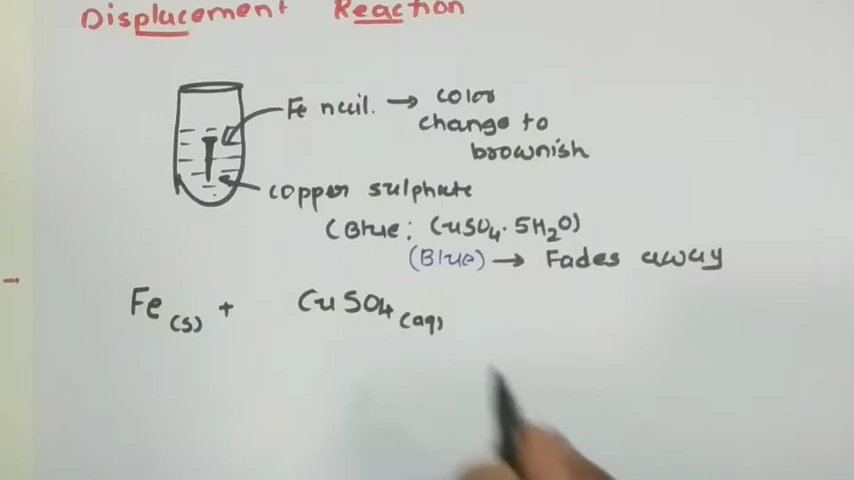 Displacement Reaction
Fe nail. → color
change to
brownish
copper sulphate
(Blue: CuSO₄·5H₂O)
(Blue) → Fades away
→
Fe(s) + CuSO₄(aq)